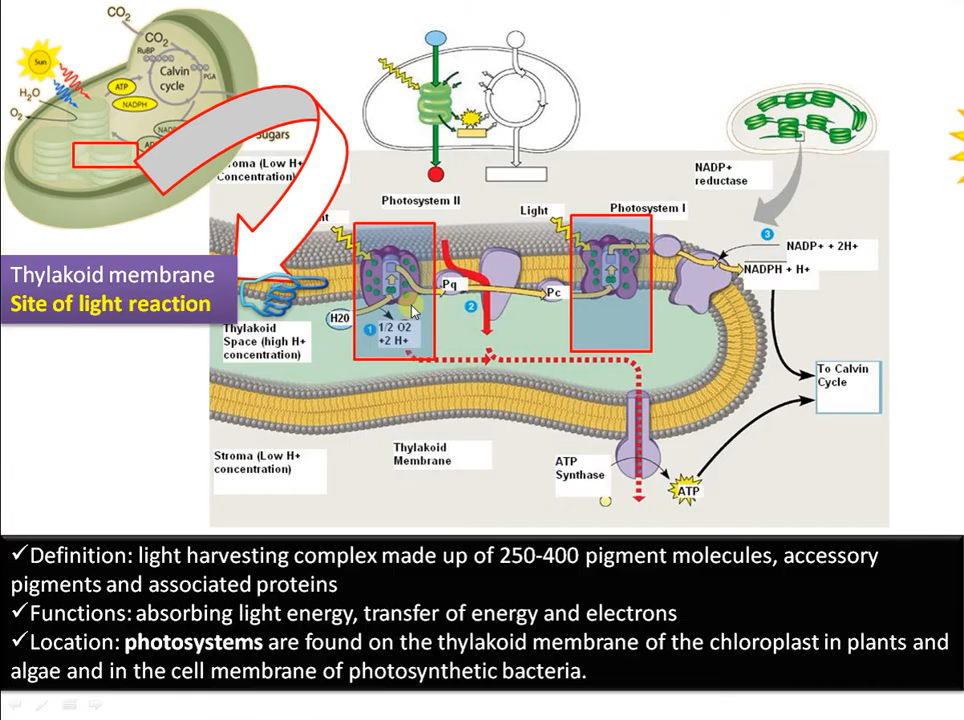 CO2
CO2
RuBP
Sun
Calvin
cycle
PGA
ATP
NADPH
H2O
O2
Sugars
Stroma (Low H+
Concentration)
NADP+
reductase
Photosystem II
Light
Photosystem I
3
NADP+ + 2H+
NADPH + H+
Thylakoid membrane
Site of light reaction
Pq
Pc
2
H20
1
1/2 O2
+2 H+
Thylakoid
Space (high H+
concentration)
To Calvin
Cycle
Stroma (Low H+
concentration)
Thylakoid
Membrane
ATP
Synthase
ATP
✓Definition: light harvesting complex made up of 250-400 pigment molecules, accessory
pigments and associated proteins
✓Functions: absorbing light energy, transfer of energy and electrons
✓Location: photosystems are found on the thylakoid membrane of the chloroplast in plants and
algae and in the cell membrane of photosynthetic bacteria.